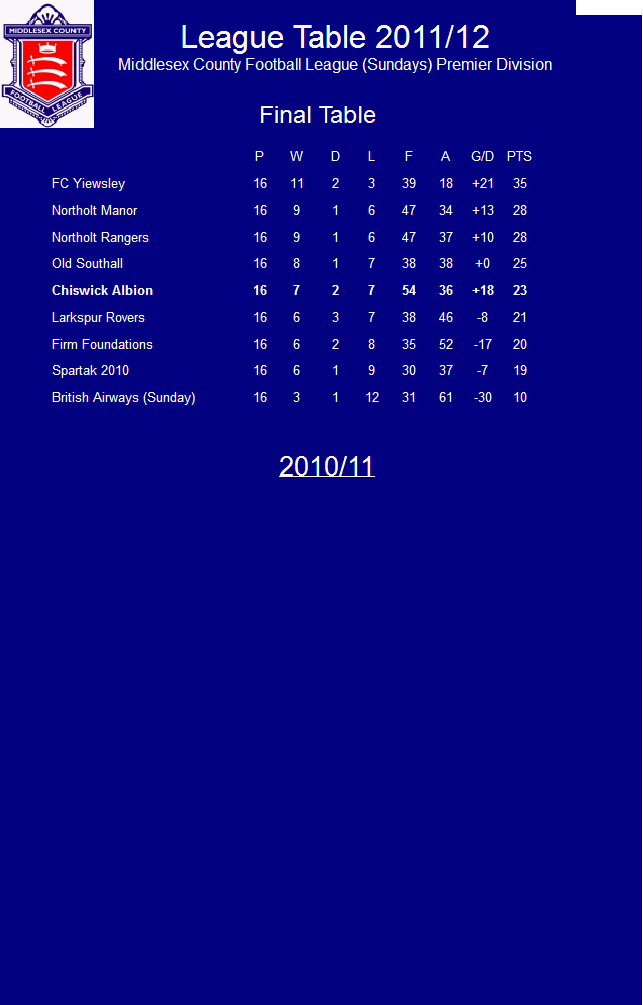 MIDDLESEX COUNTY
FOOTBALL LEAGUE
League Table 2011/12
Middlesex County Football League (Sundays) Premier Division
Final Table
P W D L F A G/D PTS
FC Yiewsley 16 11 2 3 39 18 +21 35
Northolt Manor 16 9 1 6 47 34 +13 28
Northolt Rangers 16 9 1 6 47 37 +10 28
Old Southall 16 8 1 7 38 38 +0 25
Chiswick Albion 16 7 2 7 54 36 +18 23
Larkspur Rovers 16 6 3 7 38 46 -8 21
Firm Foundations 16 6 2 8 35 52 -17 20
Spartak 2010 16 6 1 9 30 37 -7 19
British Airways (Sunday) 16 3 1 12 31 61 -30 10
2010/11